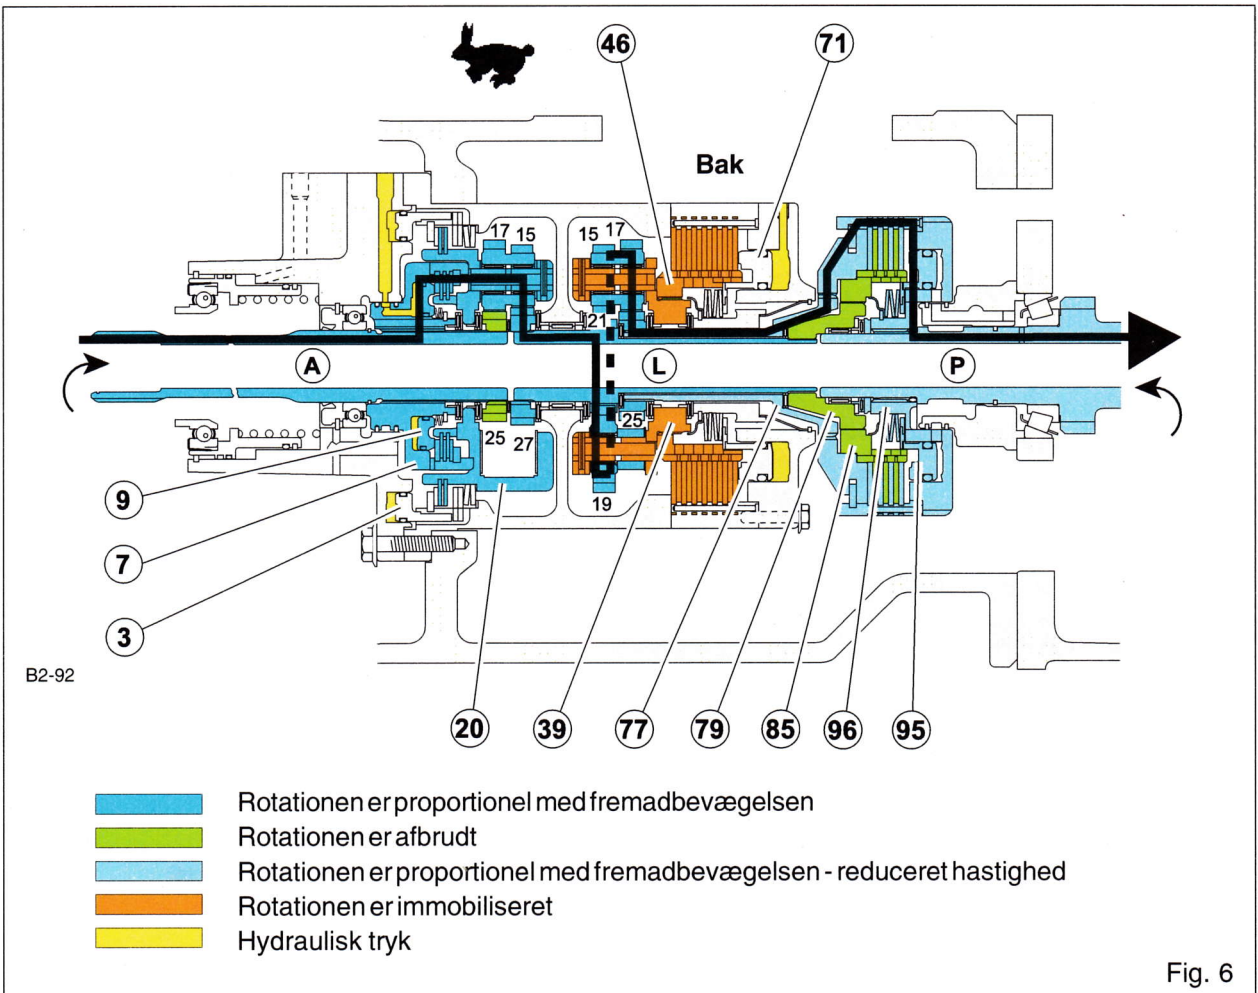 46 71
Bak
17 15 15 17
21
A L P
25 27 25
19
9
7
3
B2-92
20 39 77 79 85 96 95
Rotationen er proportionel med fremadbevægelsen
Rotationen er afbrudt
Rotationen er proportionel med fremadbevægelsen - reduceret hastighed
Rotationen er immobiliseret
Hydraulisk tryk
Fig. 6